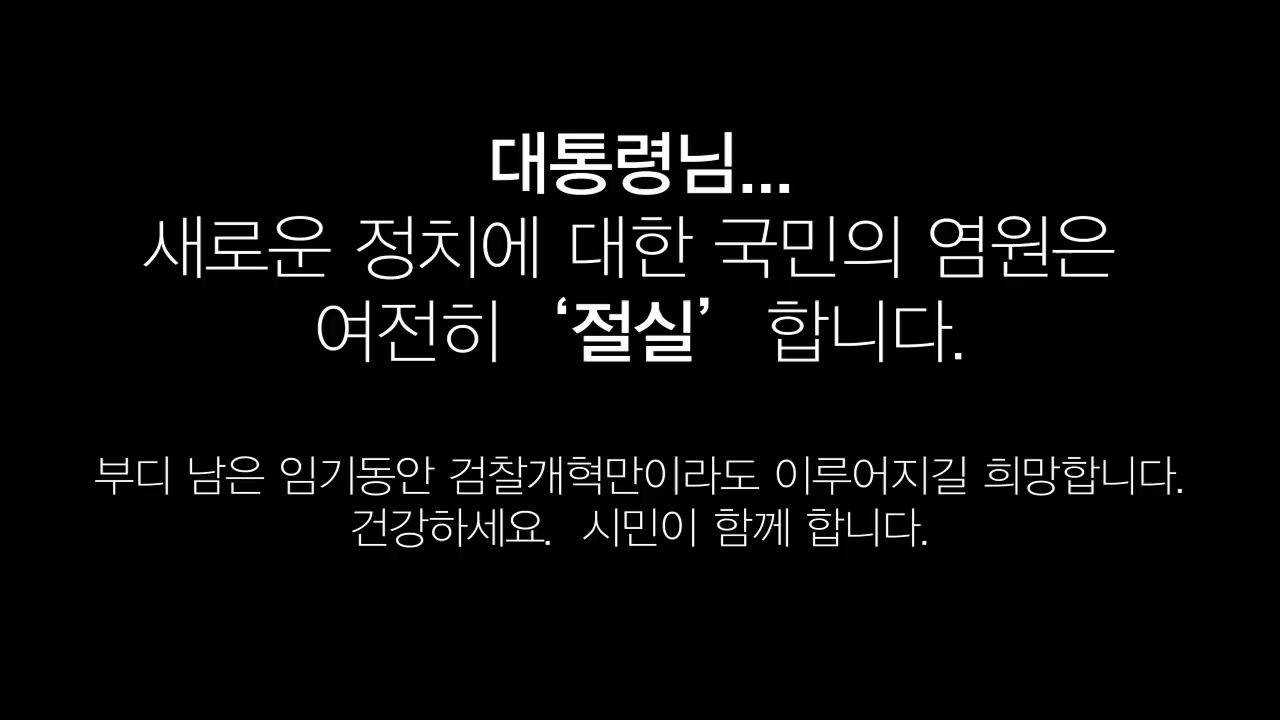 대통령님...
새로운 정치에 대한 국민의 염원은
여전히 ‘절실’ 합니다.
부디 남은 임기동안 검찰개혁만이라도 이루어지길 희망합니다.
건강하세요. 시민이 함께 합니다.